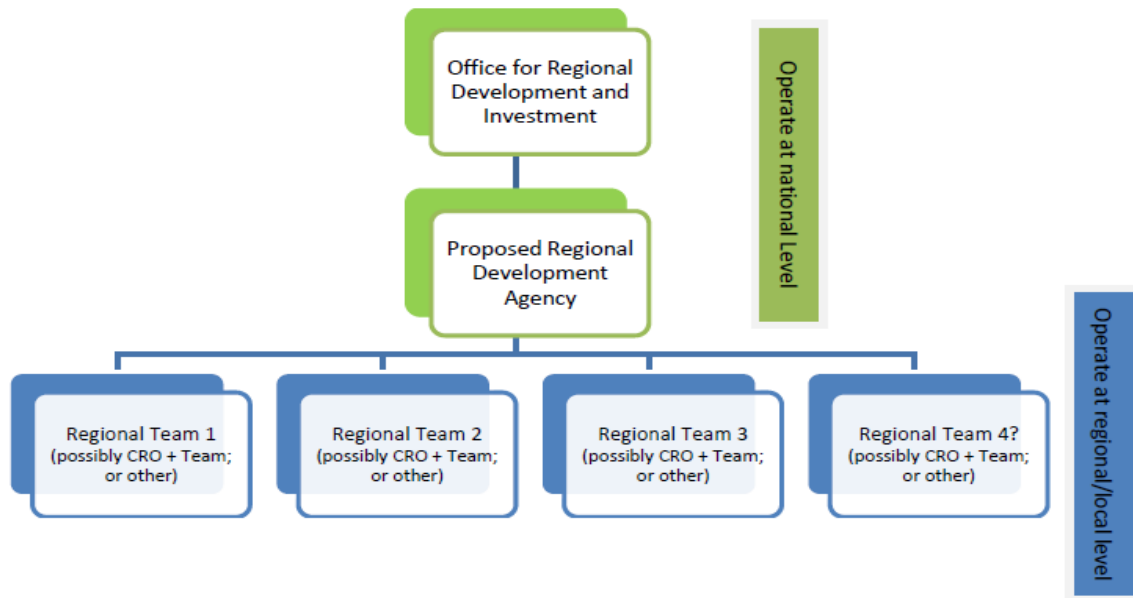 Office for Regional
Development and
Investment
Operate at national Level
Proposed Regional
Development
Agency
Operate at regional/local level
Regional Team 1
(possibly CRO + Team;
or other)
Regional Team 2
(possibly CRO + Team;
or other)
Regional Team 3
(possibly CRO + Team;
or other)
Regional Team 4?
(possibly CRO + Team;
or other)